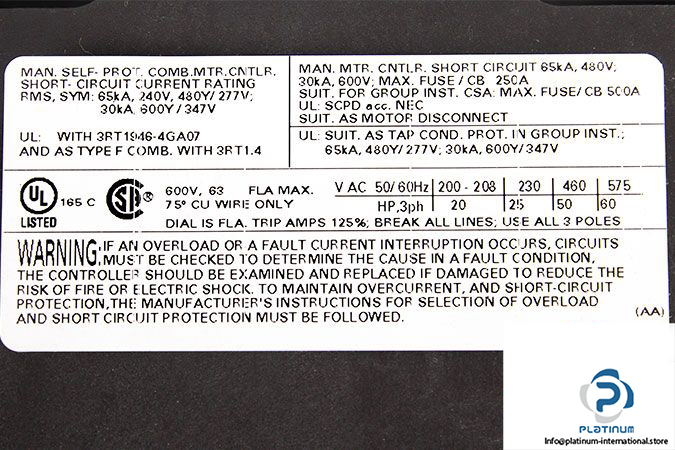 MAN. SELF- PROT. COMB.MTR.CNTLR.
SHORT- CIRCUIT CURRENT RATING
RMS, SYM: 65kA, 240V, 480Y/ 277V;
30kA, 600Y / 347V
UL: WITH 3RT1946-4GA07
AND AS TYPE F COMB. WITH 3RT1.4
MAN. MTR. CNTLR. SHORT CIRCUIT 65kA, 480V;
30kA, 600V; MAX. FUSE / CB 250A
SUIT. FOR GROUP INST. CSA: MAX. FUSE/ CB 500A
UL: SCPD acc. NEC
SUIT. AS MOTOR DISCONNECT
UL: SUIT. AS TAP COND. PROT. IN GROUP INST.;
65kA, 480Y/ 277V; 30kA, 600Y/ 347V
UL
LISTED
165 C
600V, 63 FLA MAX.
75° CU WIRE ONLY
V AC 50/ 60Hz 200 - 208 230 460 575
HP,3ph 20 25 50 60
DIAL IS FLA. TRIP AMPS 125%; BREAK ALL LINES; USE ALL 3 POLES
WARNING: IF AN OVERLOAD OR A FAULT CURRENT INTERRUPTION OCCURS, CIRCUITS
MUST BE CHECKED TO DETERMINE THE CAUSE IN A FAULT CONDITION,
THE CONTROLLER SHOULD BE EXAMINED AND REPLACED IF DAMAGED TO REDUCE THE
RISK OF FIRE OR ELECTRIC SHOCK. TO MAINTAIN OVERCURRENT, AND SHORT-CIRCUIT
PROTECTION,THE MANUFACTURER'S INSTRUCTIONS FOR SELECTION OF OVERLOAD
AND SHORT CIRCUIT PROTECTION MUST BE FOLLOWED.
(AA)
PLATINUM
Info@platinum-international.store